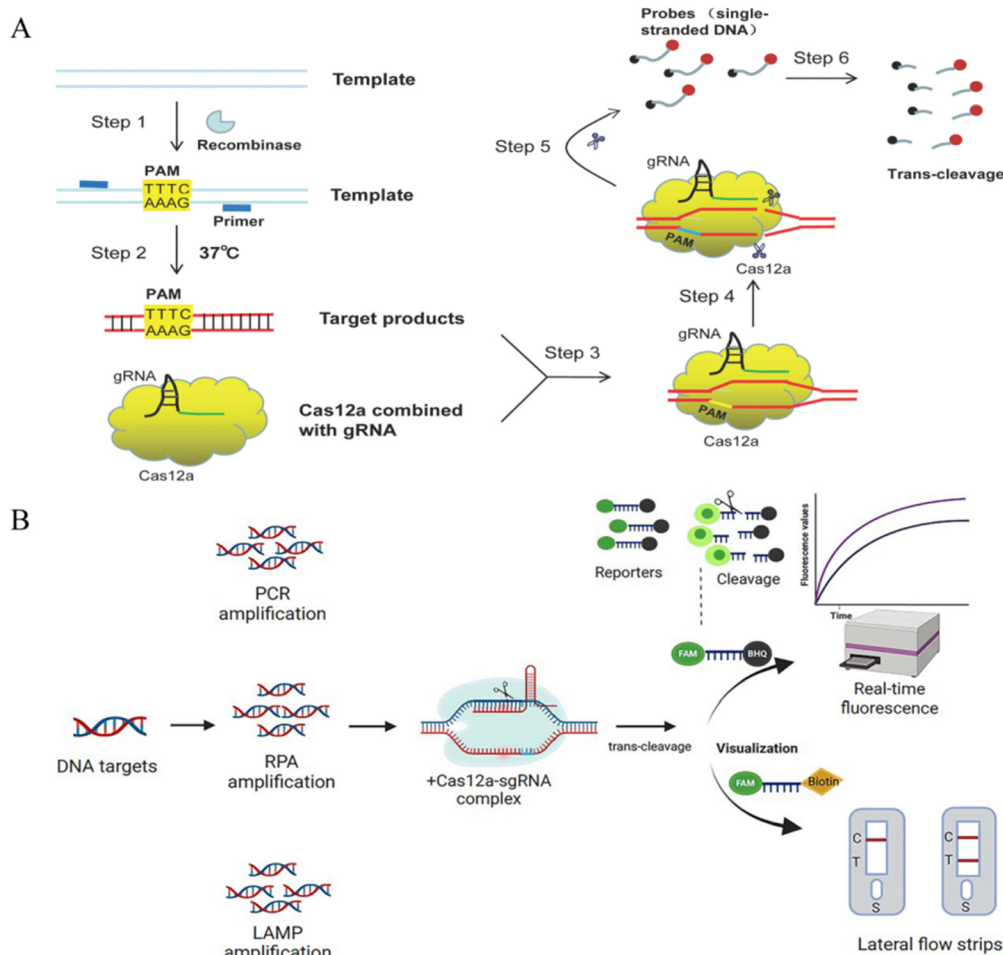 A
Template
Step 1
Recombinase
PAM
TTTC
AAAG
Template
Primer
Step 2
37°C
PAM
TTTC
AAAG
Target products
gRNA
Cas12a combined
with gRNA
Cas12a
Step 3
gRNA
PAM
Cas12a
Step 4
gRNA
PAM
Cas12a
Step 5
Probes （single-
stranded DNA）
Step 6
Trans-cleavage
B
DNA targets
PCR
amplification
RPA
amplification
LAMP
amplification
+Cas12a-sgRNA
complex
trans-cleavage
Reporters
Cleavage
FAM
BHQ
Fluorescence values
Time
Real-time
fluorescence
Visualization
FAM
Biotin
C
T
S
C
T
S
Lateral flow strips